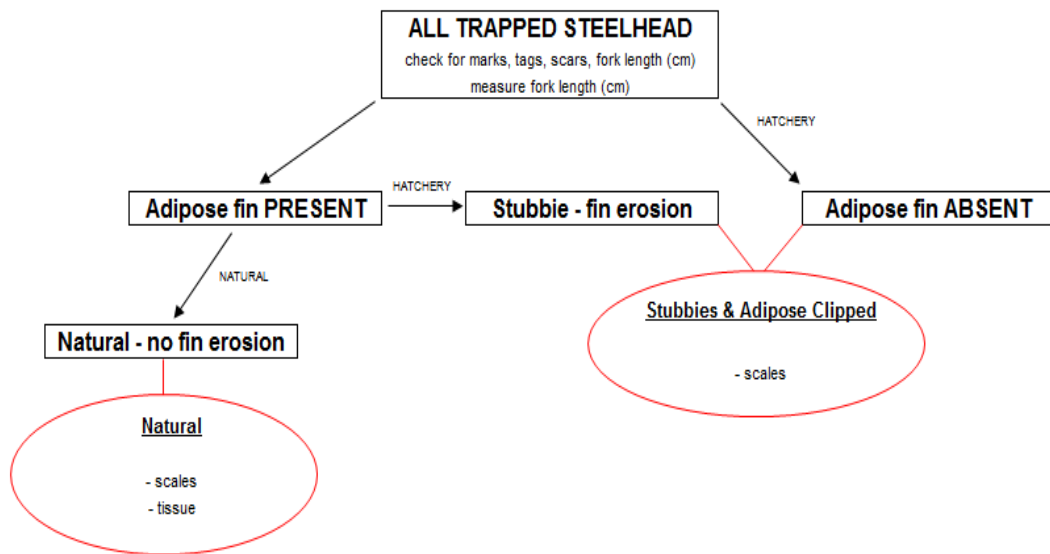 ALL TRAPPED STEELHEAD
check for marks, tags, scars, fork length (cm)
measure fork length (cm)
HATCHERY
Adipose fin PRESENT
HATCHERY
Stubbie - fin erosion
Adipose fin ABSENT
NATURAL
Natural - no fin erosion
Stubbies & Adipose Clipped
- scales
Natural
- scales
- tissue